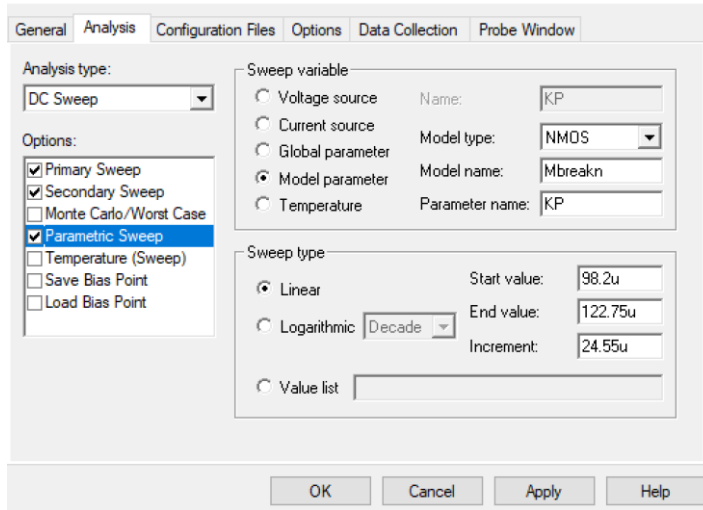 General Analysis Configuration Files Options Data Collection Probe Window
Analysis type:
DC Sweep
Options:
Primary Sweep
Secondary Sweep
Monte Carlo/Worst Case
Parametric Sweep
Temperature (Sweep)
Save Bias Point
Load Bias Point
Sweep variable
Voltage source
Current source
Global parameter
Model parameter
Temperature
Name: KP
Model type: NMOS
Model name: Mbreakn
Parameter name: KP
Sweep type
Linear
Logarithmic Decade
Value list
Start value: 98.2u
End value: 122.75u
Increment: 24.55u
OK Cancel Apply Help